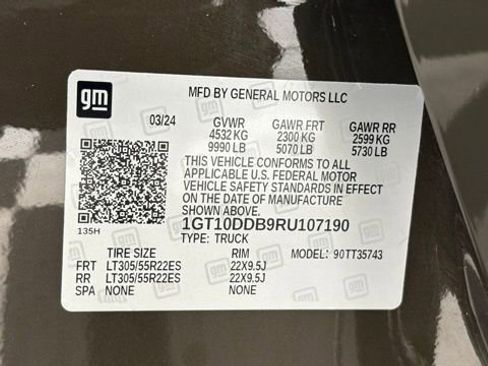 gm
MFD BY GENERAL MOTORS LLC
03/24 GVWR GAWR FRT GAWR RR
4532 KG 2300 KG 2599 KG
9990 LB 5070 LB 5730 LB
THIS VEHICLE CONFORMS TO ALL
APPLICABLE U.S. FEDERAL MOTOR
VEHICLE SAFETY STANDARDS IN EFFECT
ON THE DATE OF MANUFACTURE
SHOWN ABOVE.
135H 1GT10DDB9RU107190
TYPE: TRUCK
TIRE SIZE RIM MODEL: 90TT35743
FRT LT305/55R22ES 22X9.5J
RR LT305/55R22ES 22X9.5J
SPA NONE NONE